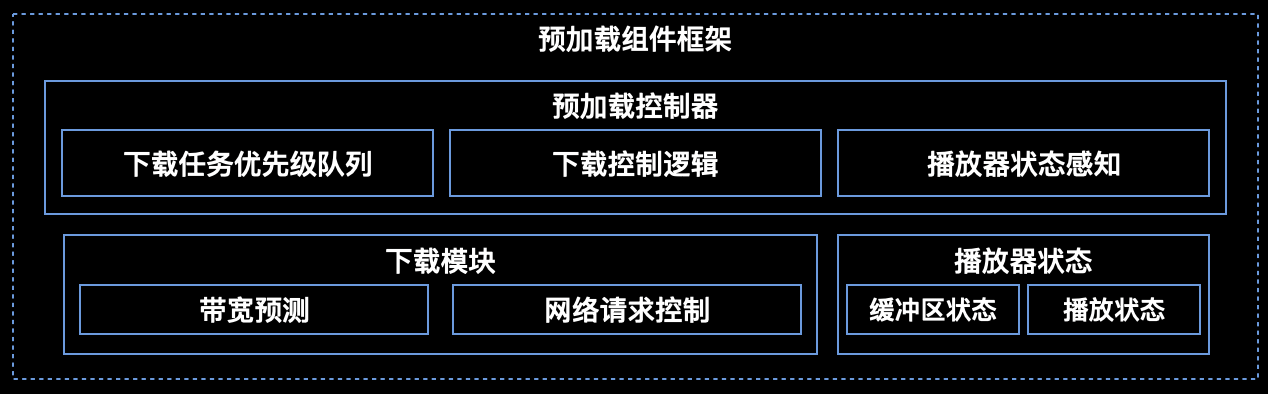 预加载组件框架
预加载控制器
下载任务优先级队列
下载控制逻辑
播放器状态感知
下载模块
播放器状态
带宽预测
网络请求控制
缓冲区状态
播放状态